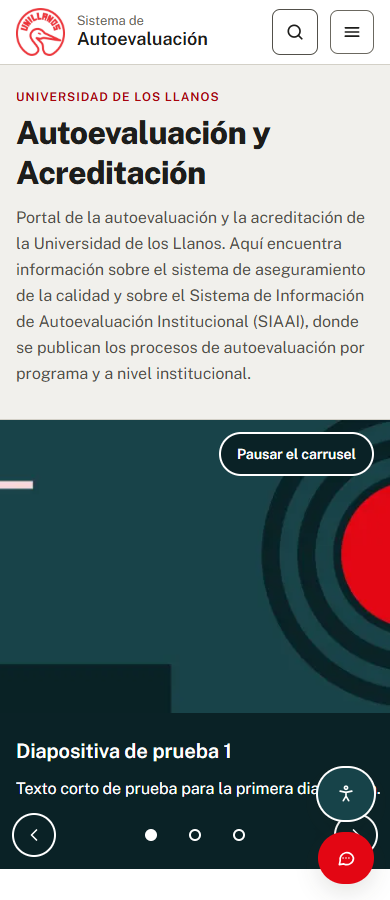 UNILLANOS
Sistema de
Autoevaluación
UNIVERSIDAD DE LOS LLANOS
Autoevaluación y
Acreditación
Portal de la autoevaluación y la acreditación de
la Universidad de los Llanos. Aquí encuentra
información sobre el sistema de aseguramiento
de la calidad y sobre el Sistema de Información
de Autoevaluación Institucional (SIAAI), donde
se publican los procesos de autoevaluación por
programa y a nivel institucional.
Pausar el carrusel
Diapositiva de prueba 1
Texto corto de prueba para la primera